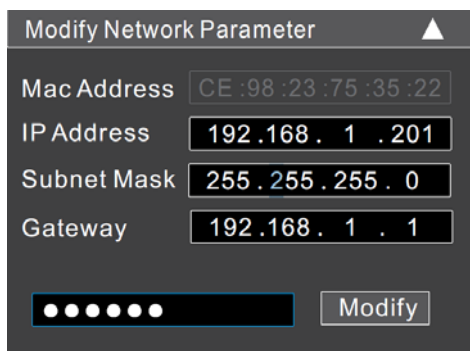 Modify Network Parameter
Mac Address CE :98 :23 :75 :35 :22
IP Address 192 .168 . 1 .201
Subnet Mask 255 . 255 . 255 . 0
Gateway 192 .168 . 1 . 1
●●●●●● Modify